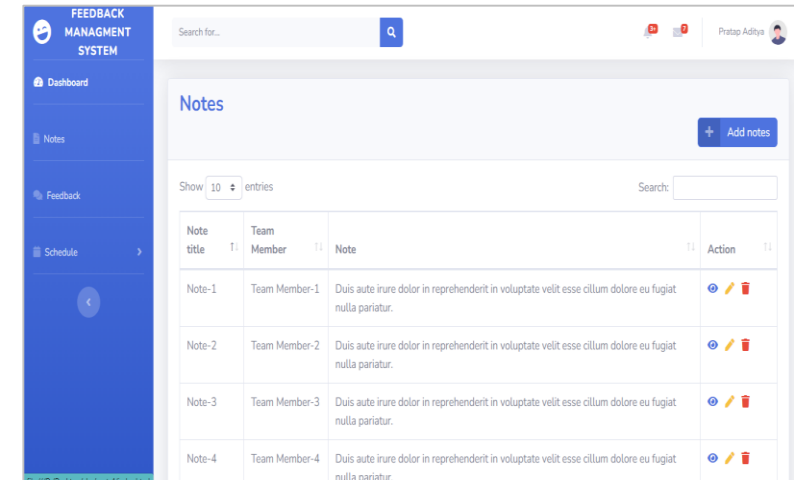 FEEDBACK
MANAGMENT
SYSTEM
Search for...
3+
7
Pratap Aditya
Dashboard
Notes
Feedback
Schedule
Notes
+ Add notes
Show 10 entries
Search:
Note title
Team Member
Note
Action
Note-1
Team Member-1
Duis aute irure dolor in reprehenderit in voluptate velit esse cillum dolore eu fugiat
nulla pariatur.
Note-2
Team Member-2
Duis aute irure dolor in reprehenderit in voluptate velit esse cillum dolore eu fugiat
nulla pariatur.
Note-3
Team Member-3
Duis aute irure dolor in reprehenderit in voluptate velit esse cillum dolore eu fugiat
nulla pariatur.
Note-4
Team Member-4
Duis aute irure dolor in reprehenderit in voluptate velit esse cillum dolore eu fugiat
nulla pariatur